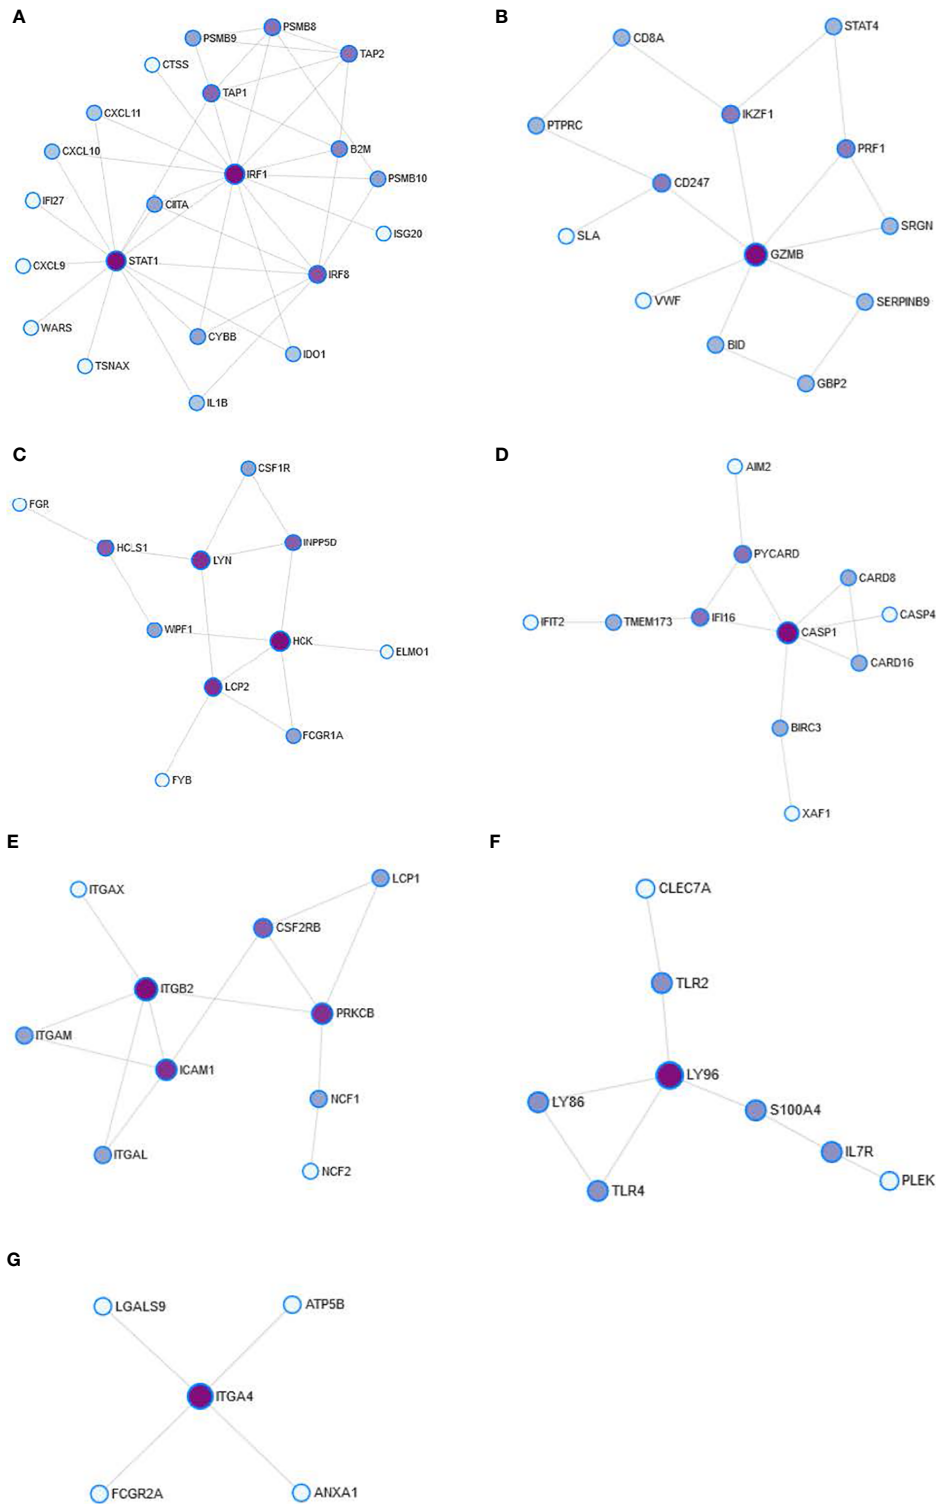 A
PSMB8
PSMB9
TAP2
CTSS
TAP1
CXCL11
B2M
CXCL10
IRF1
PSMB10
IFI27
CIITA
ISG20
STAT1
CXCL9
IRF8
WARS
CYBB
IDO1
TSNAX
IL1B
B
STAT4
CD8A
IKZF1
PTPRC
PRF1
CD247
SRGN
SLA
GZMB
VWF
SERPINB9
BID
GBP2
C
CSF1R
FGR
HCLS1
INPP5D
LYN
WIPF1
HCK
ELMO1
LCP2
FCGR1A
FYB
D
AIM2
PYCARD
CARD8
CASP4
IFI16
IFIT2
TMEM173
CASP1
CARD16
BIRC3
XAF1
E
LCP1
ITGAX
CSF2RB
ITGB2
PRKCB
ITGAM
ICAM1
NCF1
ITGAL
NCF2
F
CLEC7A
TLR2
LY96
LY86
S100A4
IL7R
PLEK
TLR4
G
LGALS9
ATP5B
ITGA4
FCGR2A
ANXA1